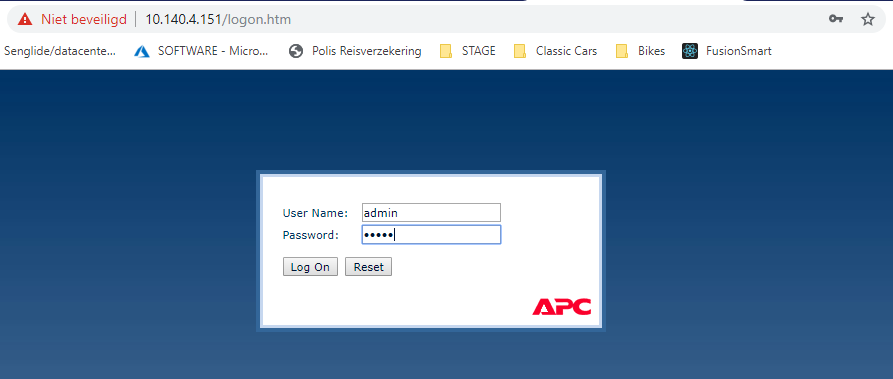 Niet beveiligd 10.140.4.151/logon.htm
Senglide/datacente... SOFTWARE - Micro... Polis Reisverzekering STAGE Classic Cars Bikes FusionSmart
User Name: admin
Password: •••••
Log On Reset
APC